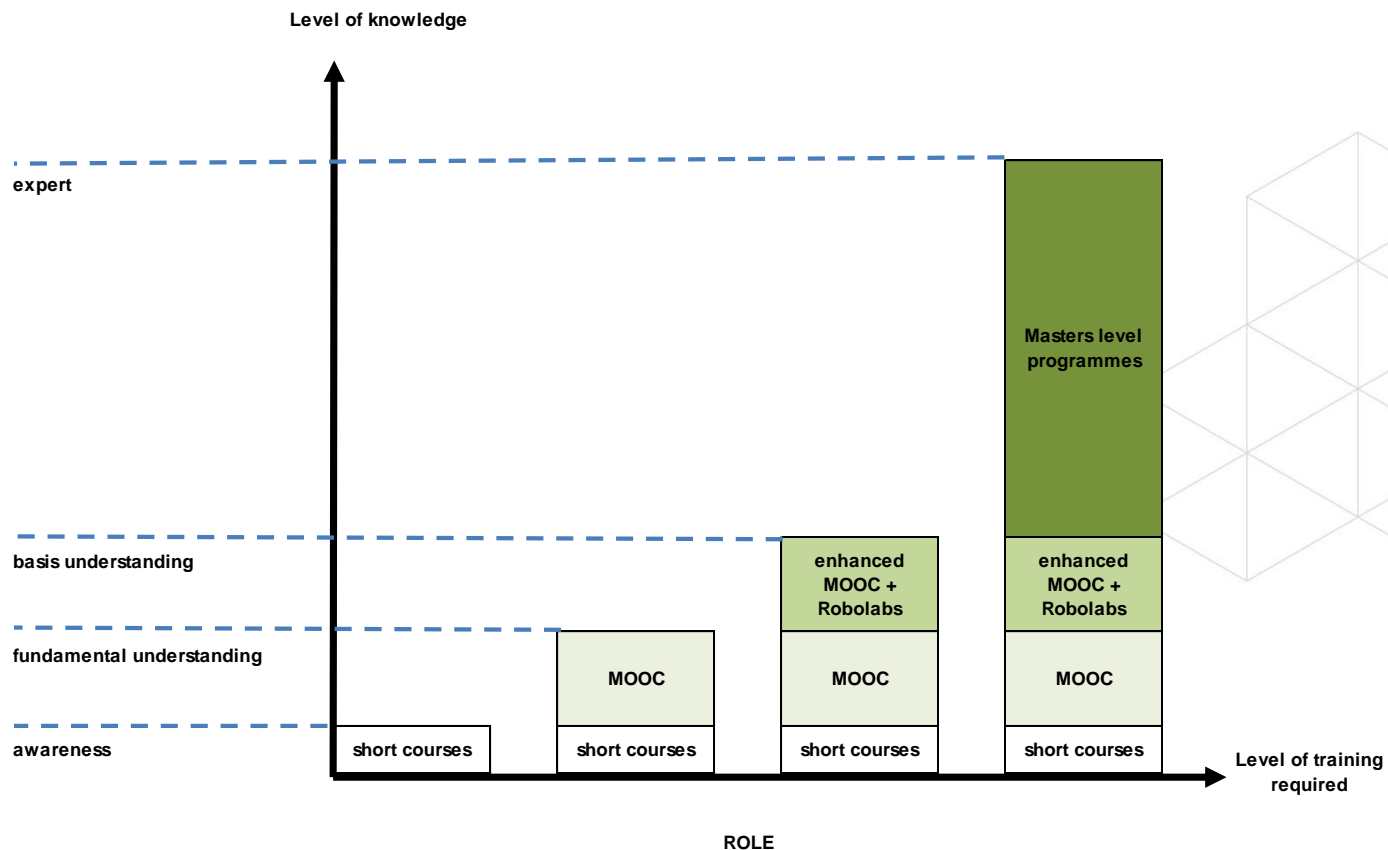 Level of knowledge
expert
Masters level
programmes
basis understanding
enhanced
MOOC +
Robolabs
enhanced
MOOC +
Robolabs
fundamental understanding
MOOC
MOOC
MOOC
awareness
short courses
short courses
short courses
short courses
Level of training
required
ROLE